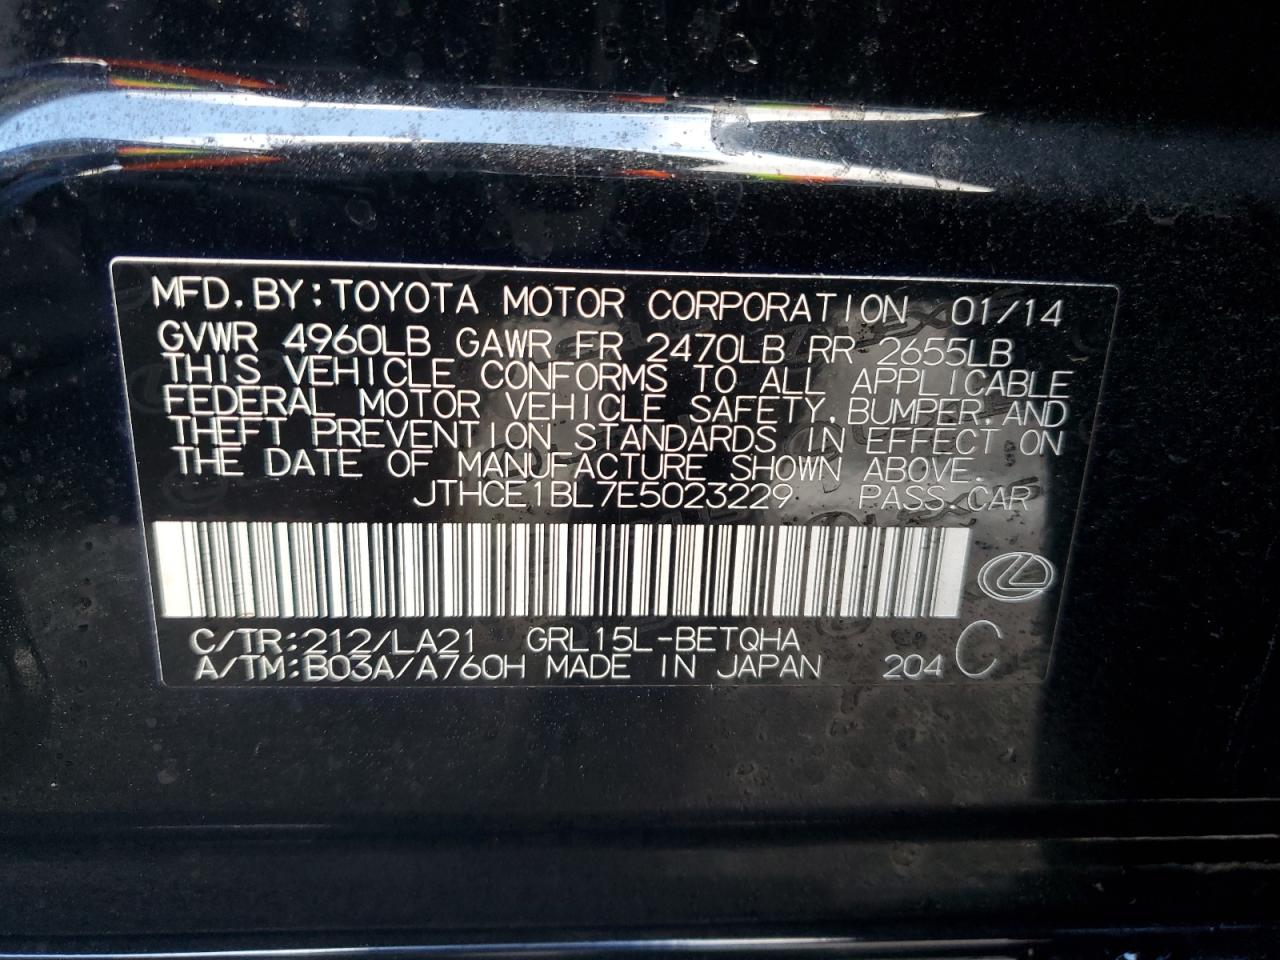 MFD.BY:TOYOTA MOTOR CORPORATION 01/14
GVWR 4960LB GAWR FR 2470LB RR 2655LB
THIS VEHICLE CONFORMS TO ALL APPLICABLE
FEDERAL MOTOR VEHICLE SAFETY,BUMPER,AND
THEFT PREVENTION STANDARDS IN EFFECT ON
THE DATE OF MANUFACTURE SHOWN ABOVE.
JTHCE1BL7E5023229 PASS.CAR
C/TR:212/LA21 GRL15L-BETQHA
A/TM:B03A/A760H MADE IN JAPAN 204 C